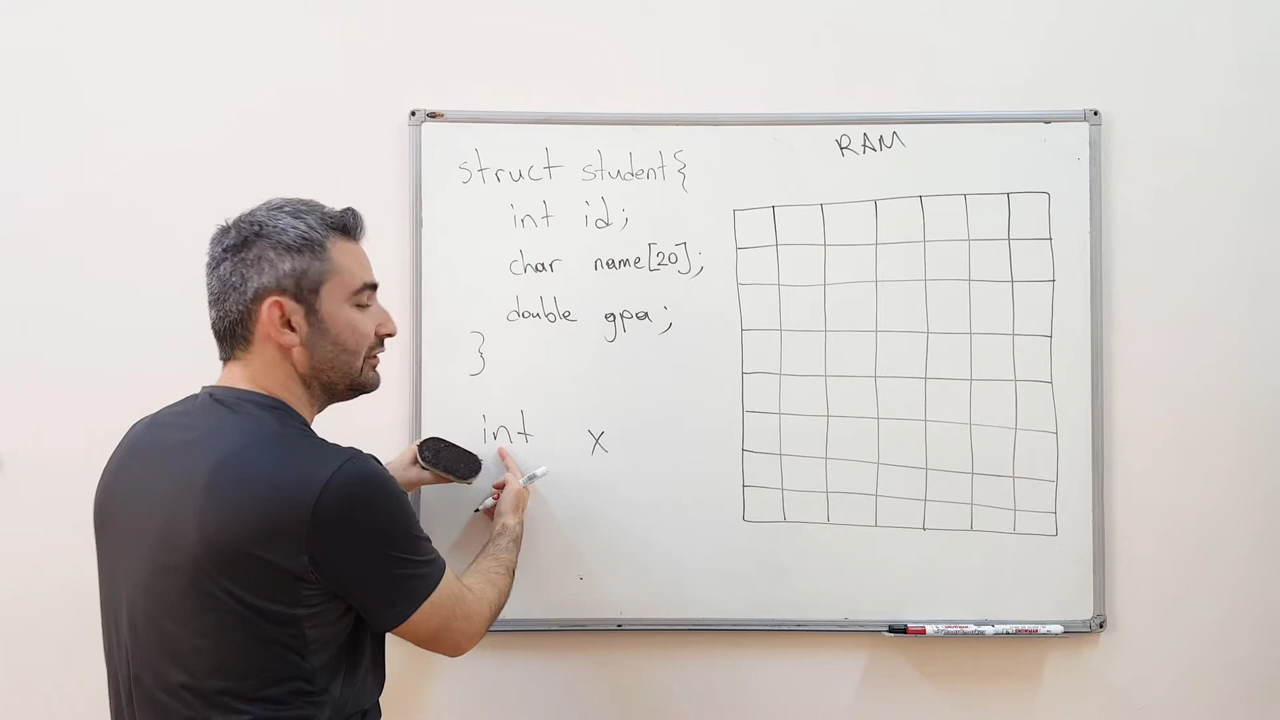 RAM
struct student{
int id;
char name[20];
double gpa;
}
int x